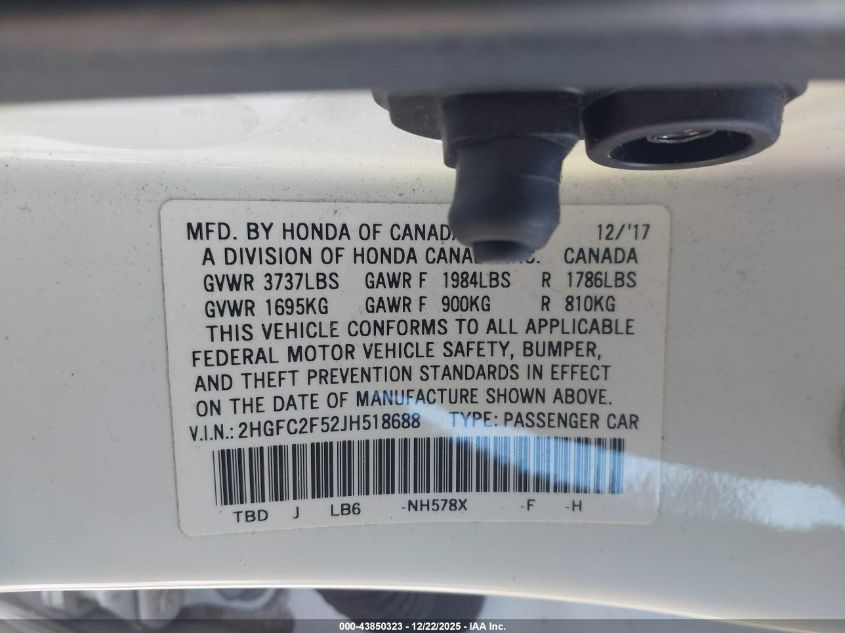 MFD. BY HONDA OF CANADA 12/'17
A DIVISION OF HONDA CANADA INC. CANADA
GVWR 3737LBS GAWR F 1984LBS R 1786LBS
GVWR 1695KG GAWR F 900KG R 810KG
THIS VEHICLE CONFORMS TO ALL APPLICABLE
FEDERAL MOTOR VEHICLE SAFETY, BUMPER,
AND THEFT PREVENTION STANDARDS IN EFFECT
ON THE DATE OF MANUFACTURE SHOWN ABOVE.
V.I.N.: 2HGFC2F52JH518688 TYPE: PASSENGER CAR
TBD J LB6 -NH578X -F -H
000-43850323 - 12/22/2025 - IAA Inc.